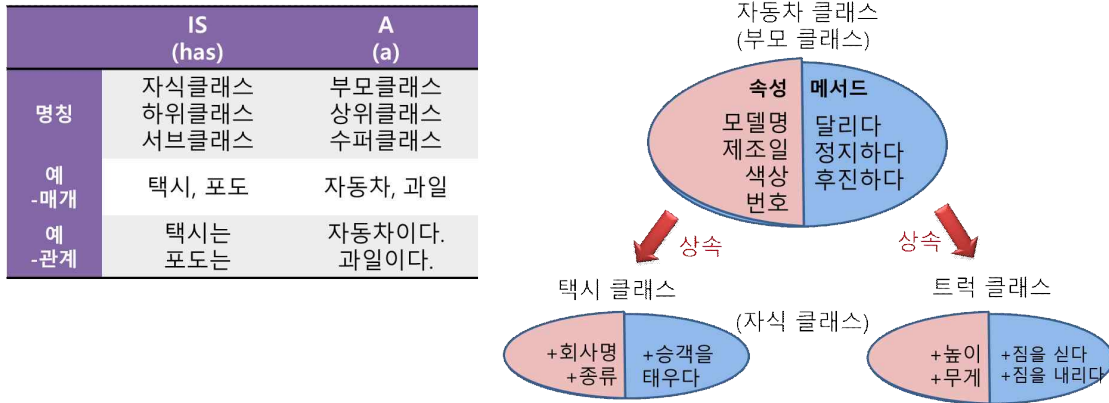 IS
(has)
A
(a)
명칭
자식클래스
하위클래스
서브클래스
부모클래스
상위클래스
수퍼클래스
예
-매개
택시, 포도
자동차, 과일
예
-관계
택시는
포도는
자동차이다.
과일이다.
자동차 클래스
(부모 클래스)
속성
모델명
제조일
색상
번호
메서드
달리다
정지하다
후진하다
상속
상속
택시 클래스
(자식 클래스)
트럭 클래스
+회사명
+종류
+승객을
태우다
+높이
+무게
+짐을 싣다
+짐을 내리다